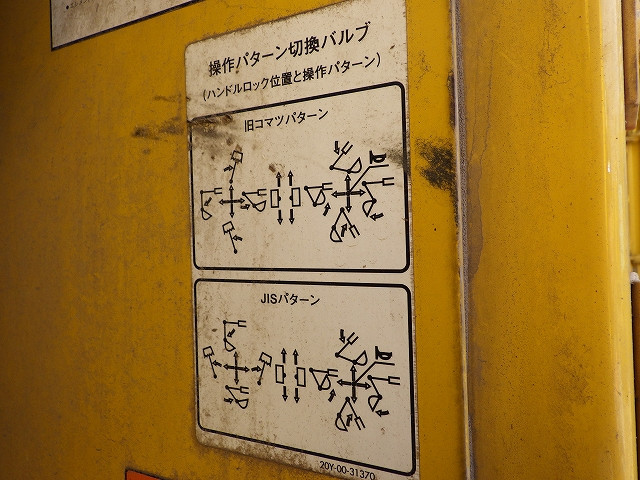 操作パターン切換バルブ
(ハンドルロック位置と操作パターン)
旧コマツパターン
JISパターン
20Y-00-31370